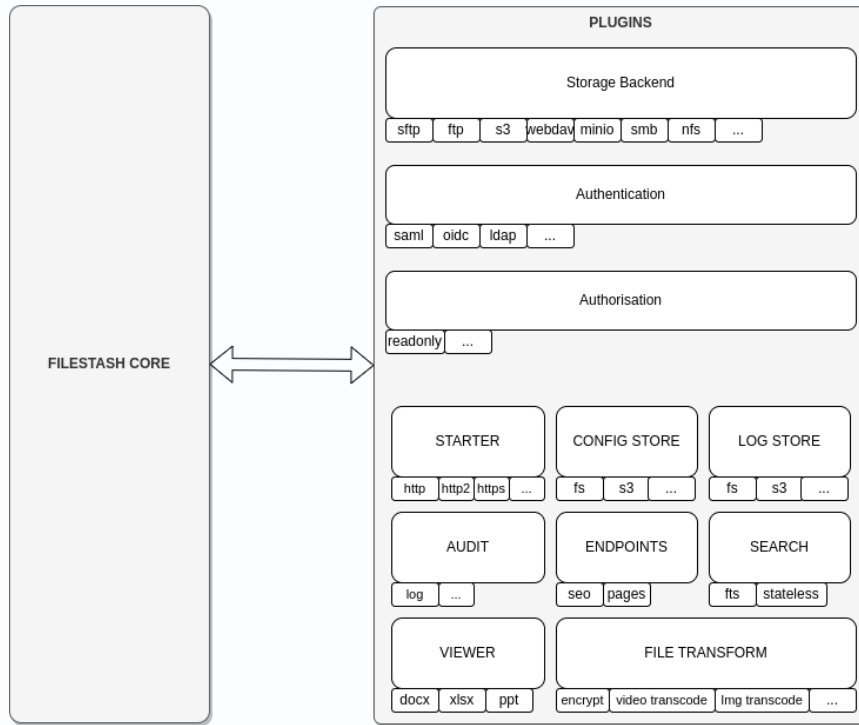 PLUGINS
Storage Backend
sftp ftp s3 webdav minio smb nfs ...
Authentication
saml oidc ldap ...
Authorisation
readonly ...
FILESTASH CORE
STARTER CONFIG STORE LOG STORE
http http2 https ... fs s3 ... fs s3 ...
AUDIT ENDPOINTS SEARCH
log ... seo pages fts stateless
VIEWER FILE TRANSFORM
docx xlsx ppt encrypt video transcode Img transcode ...